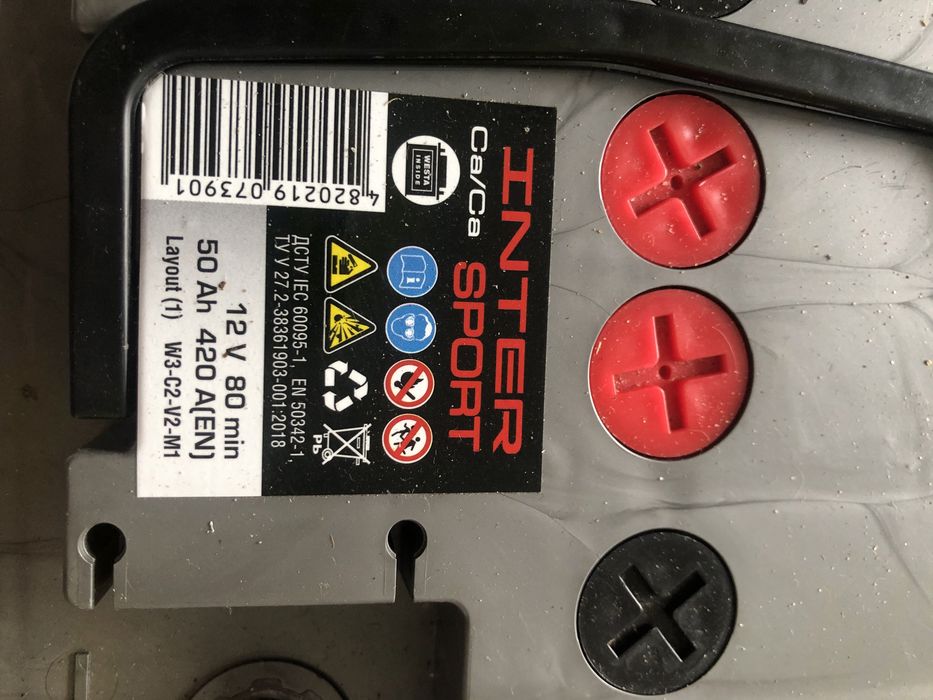 INTER
SPORT
Ca/Ca
WESTA
INSIDE
Pb
ДСТУ IEC 60095-1, EN 50342-1,
ТУ У 27.2-38361903-001:2018
4 820219 073901
12 V 80 min
50 Ah 420 A(EN)
Layout (1) W3-C2-V2-M1